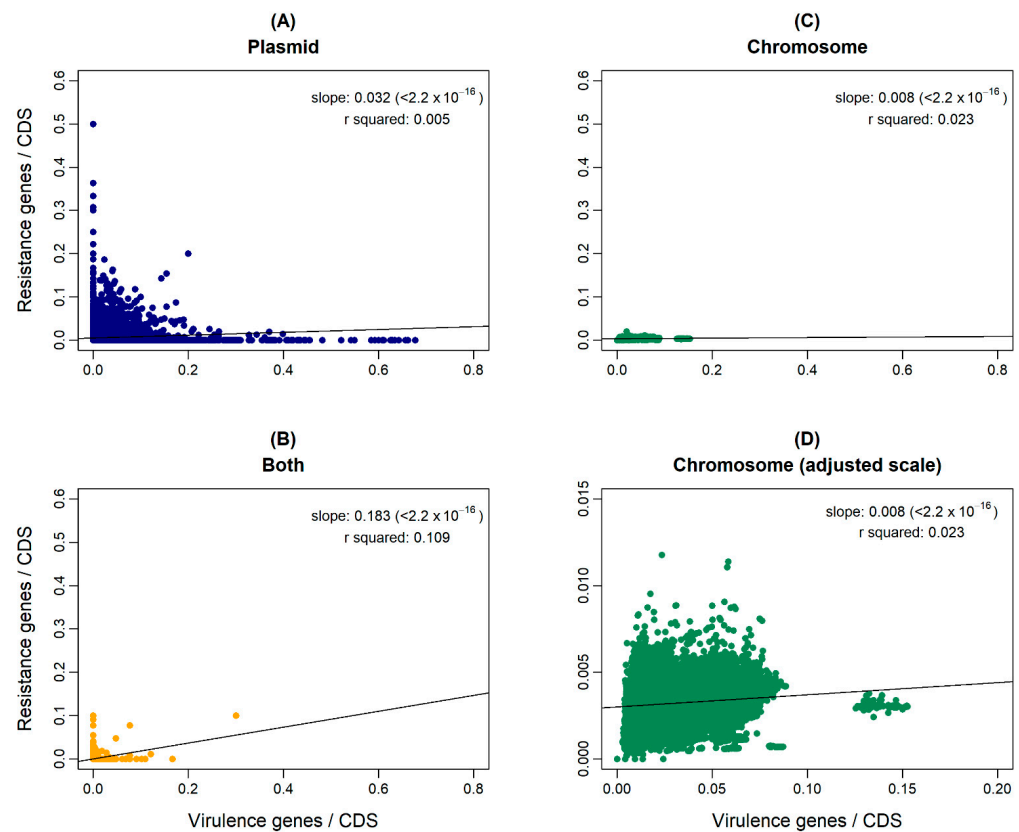 (A)
Plasmid
slope: 0.032 (<2.2 x 10⁻¹⁶ )
r squared: 0.005
Resistance genes / CDS
0.6
0.5
0.4
0.3
0.2
0.1
0.0
0.0 0.2 0.4 0.6 0.8
(C)
Chromosome
slope: 0.008 (<2.2 x 10⁻¹⁶ )
r squared: 0.023
0.6
0.5
0.4
0.3
0.2
0.1
0.0
0.0 0.2 0.4 0.6 0.8
(B)
Both
slope: 0.183 (<2.2 x 10⁻¹⁶ )
r squared: 0.109
Resistance genes / CDS
0.6
0.5
0.4
0.3
0.2
0.1
0.0
0.0 0.2 0.4 0.6 0.8
Virulence genes / CDS
(D)
Chromosome (adjusted scale)
slope: 0.008 (<2.2 x 10⁻¹⁶ )
r squared: 0.023
0.015
0.010
0.005
0.000
0.00 0.05 0.10 0.15 0.20
Virulence genes / CDS